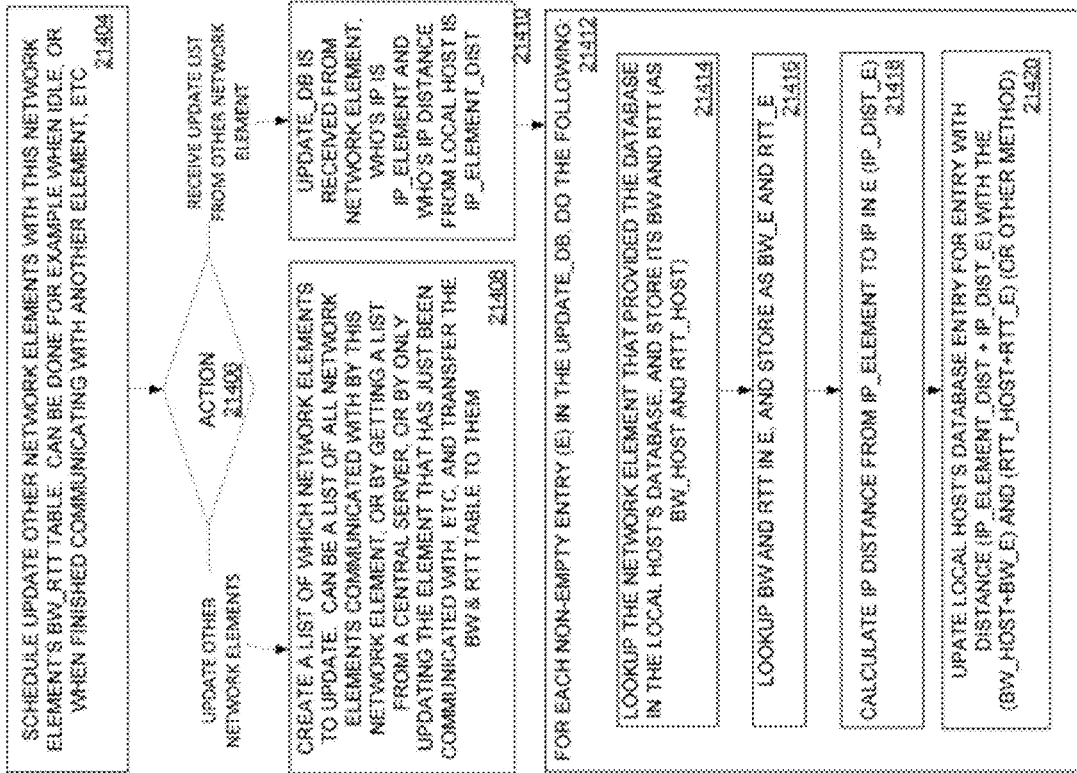 SCHEDULE UPDATE OTHER NETWORK ELEMENTS WITH THIS NETWORK
ELEMENT'S BW_RTT TABLE. CAN BE DONE FOR EXAMPLE WHEN IDLE, OR
WHEN FINISHED COMMUNICATING WITH ANOTHER ELEMENT, ETC
21404
ACTION
21406
UPDATE OTHER
NETWORK ELEMENTS
RECEIVE UPDATE LIST
FROM OTHER NETWORK
ELEMENT
CREATE A LIST OF WHICH NETWORK ELEMENTS
TO UPDATE. CAN BE A LIST OF ALL NETWORK
ELEMENTS COMMUNICATED WITH BY THIS
NETWORK ELEMENT, OR BY GETTING A LIST
FROM A CENTRAL SERVER, OR BY ONLY
UPDATING THE ELEMENT THAT HAS JUST BEEN
COMMUNICATED WITH, ETC. AND TRANSFER THE
BW & RTT TABLE TO THEM
21408
UPDATE_DB IS
RECEIVED FROM
NETWORK ELEMENT,
WHO'S IP IS
IP_ELEMENT AND
WHO'S IP DISTANCE
FROM LOCAL HOST IS
IP_ELEMENT_DIST
21410
FOR EACH NON-EMPTY ENTRY (E) IN THE UPDATE_DB, DO THE FOLLOWING:
21412
LOOKUP THE NETWORK ELEMENT THAT PROVIDED THE DATABASE
IN THE LOCAL HOST'S DATABASE, AND STORE ITS BW AND RTT (AS
BW_HOST AND RTT_HOST)
21414
LOOKUP BW AND RTT IN E, AND STORE AS BW_E AND RTT_E
21416
CALCULATE IP DISTANCE FROM IP_ELEMENT TO IP IN E (IP_DIST_E)
21418
UPATE LOCAL HOST'S DATABASE ENTRY FOR ENTRY WITH
DISTANCE (IP_ELEMENT_DIST + IP_DIST_E) WITH THE
(BW_HOST+BW_E) AND (RTT_HOST+RTT_E) (OR OTHER METHOD)
21420